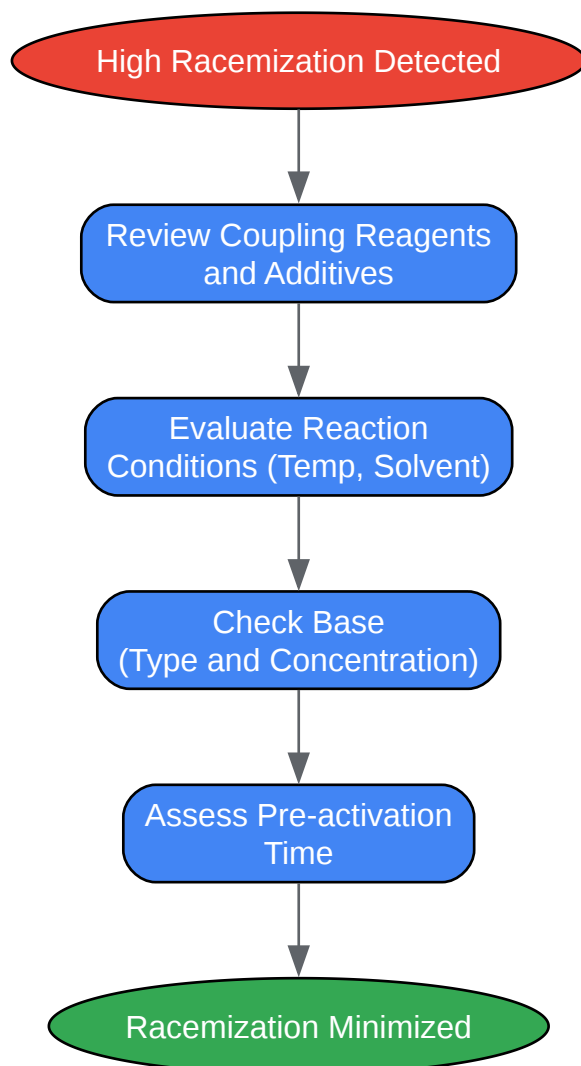 High Racemization Detected
Review Coupling Reagents
and Additives
Evaluate Reaction
Conditions (Temp, Solvent)
Check Base
(Type and Concentration)
Assess Pre-activation
Time
Racemization Minimized